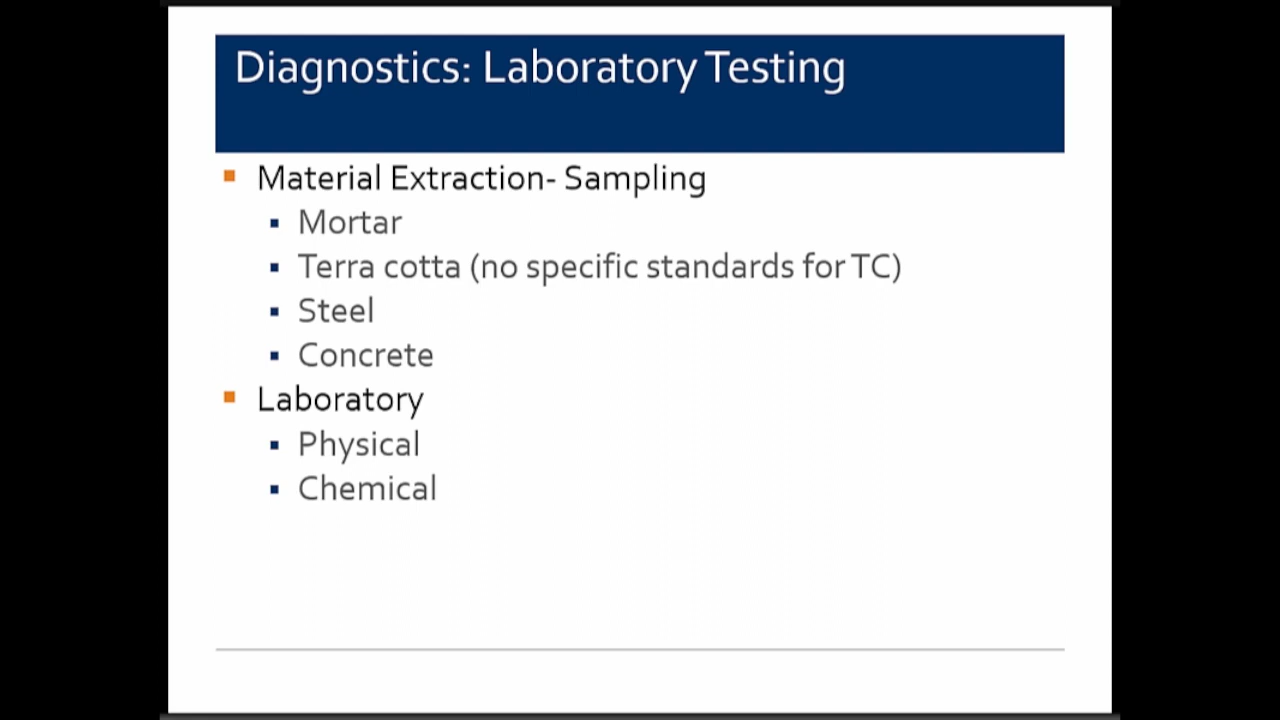 Diagnostics: Laboratory Testing
Material Extraction- Sampling
Mortar
Terra cotta (no specific standards for TC)
Steel
Concrete
Laboratory
Physical
Chemical